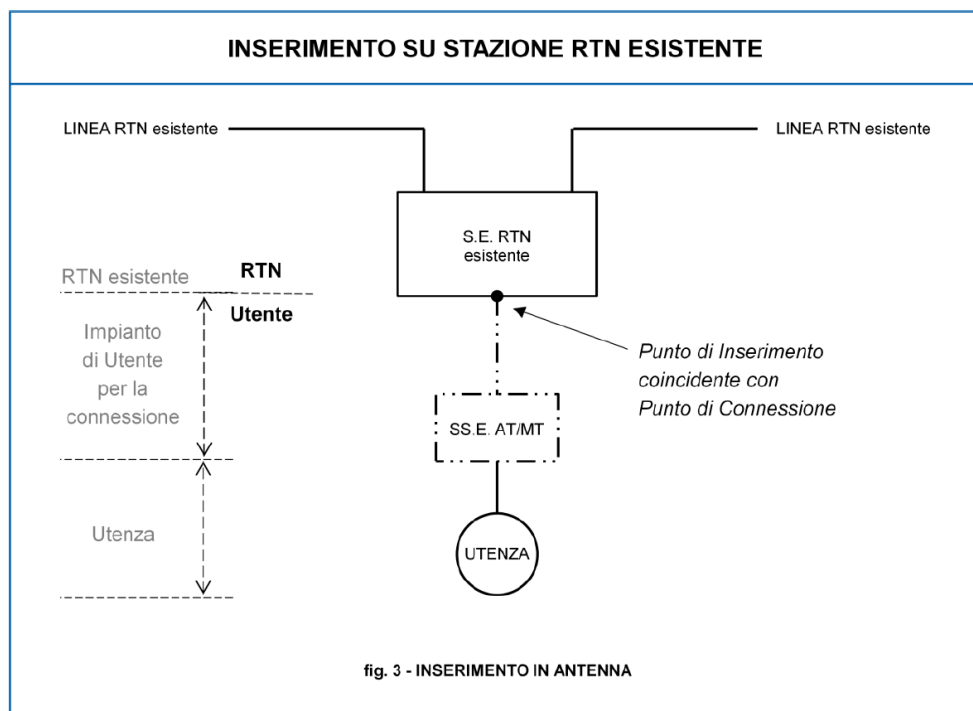 INSERIMENTO SU STAZIONE RTN ESISTENTE
LINEA RTN esistente
LINEA RTN esistente
S.E. RTN
esistente
RTN esistente
RTN
Utente
Impianto
di Utente
per la
connessione
Punto di Inserimento
coincidente con
Punto di Connessione
SS.E. AT/MT
Utenza
UTENZA
fig. 3 - INSERIMENTO IN ANTENNA